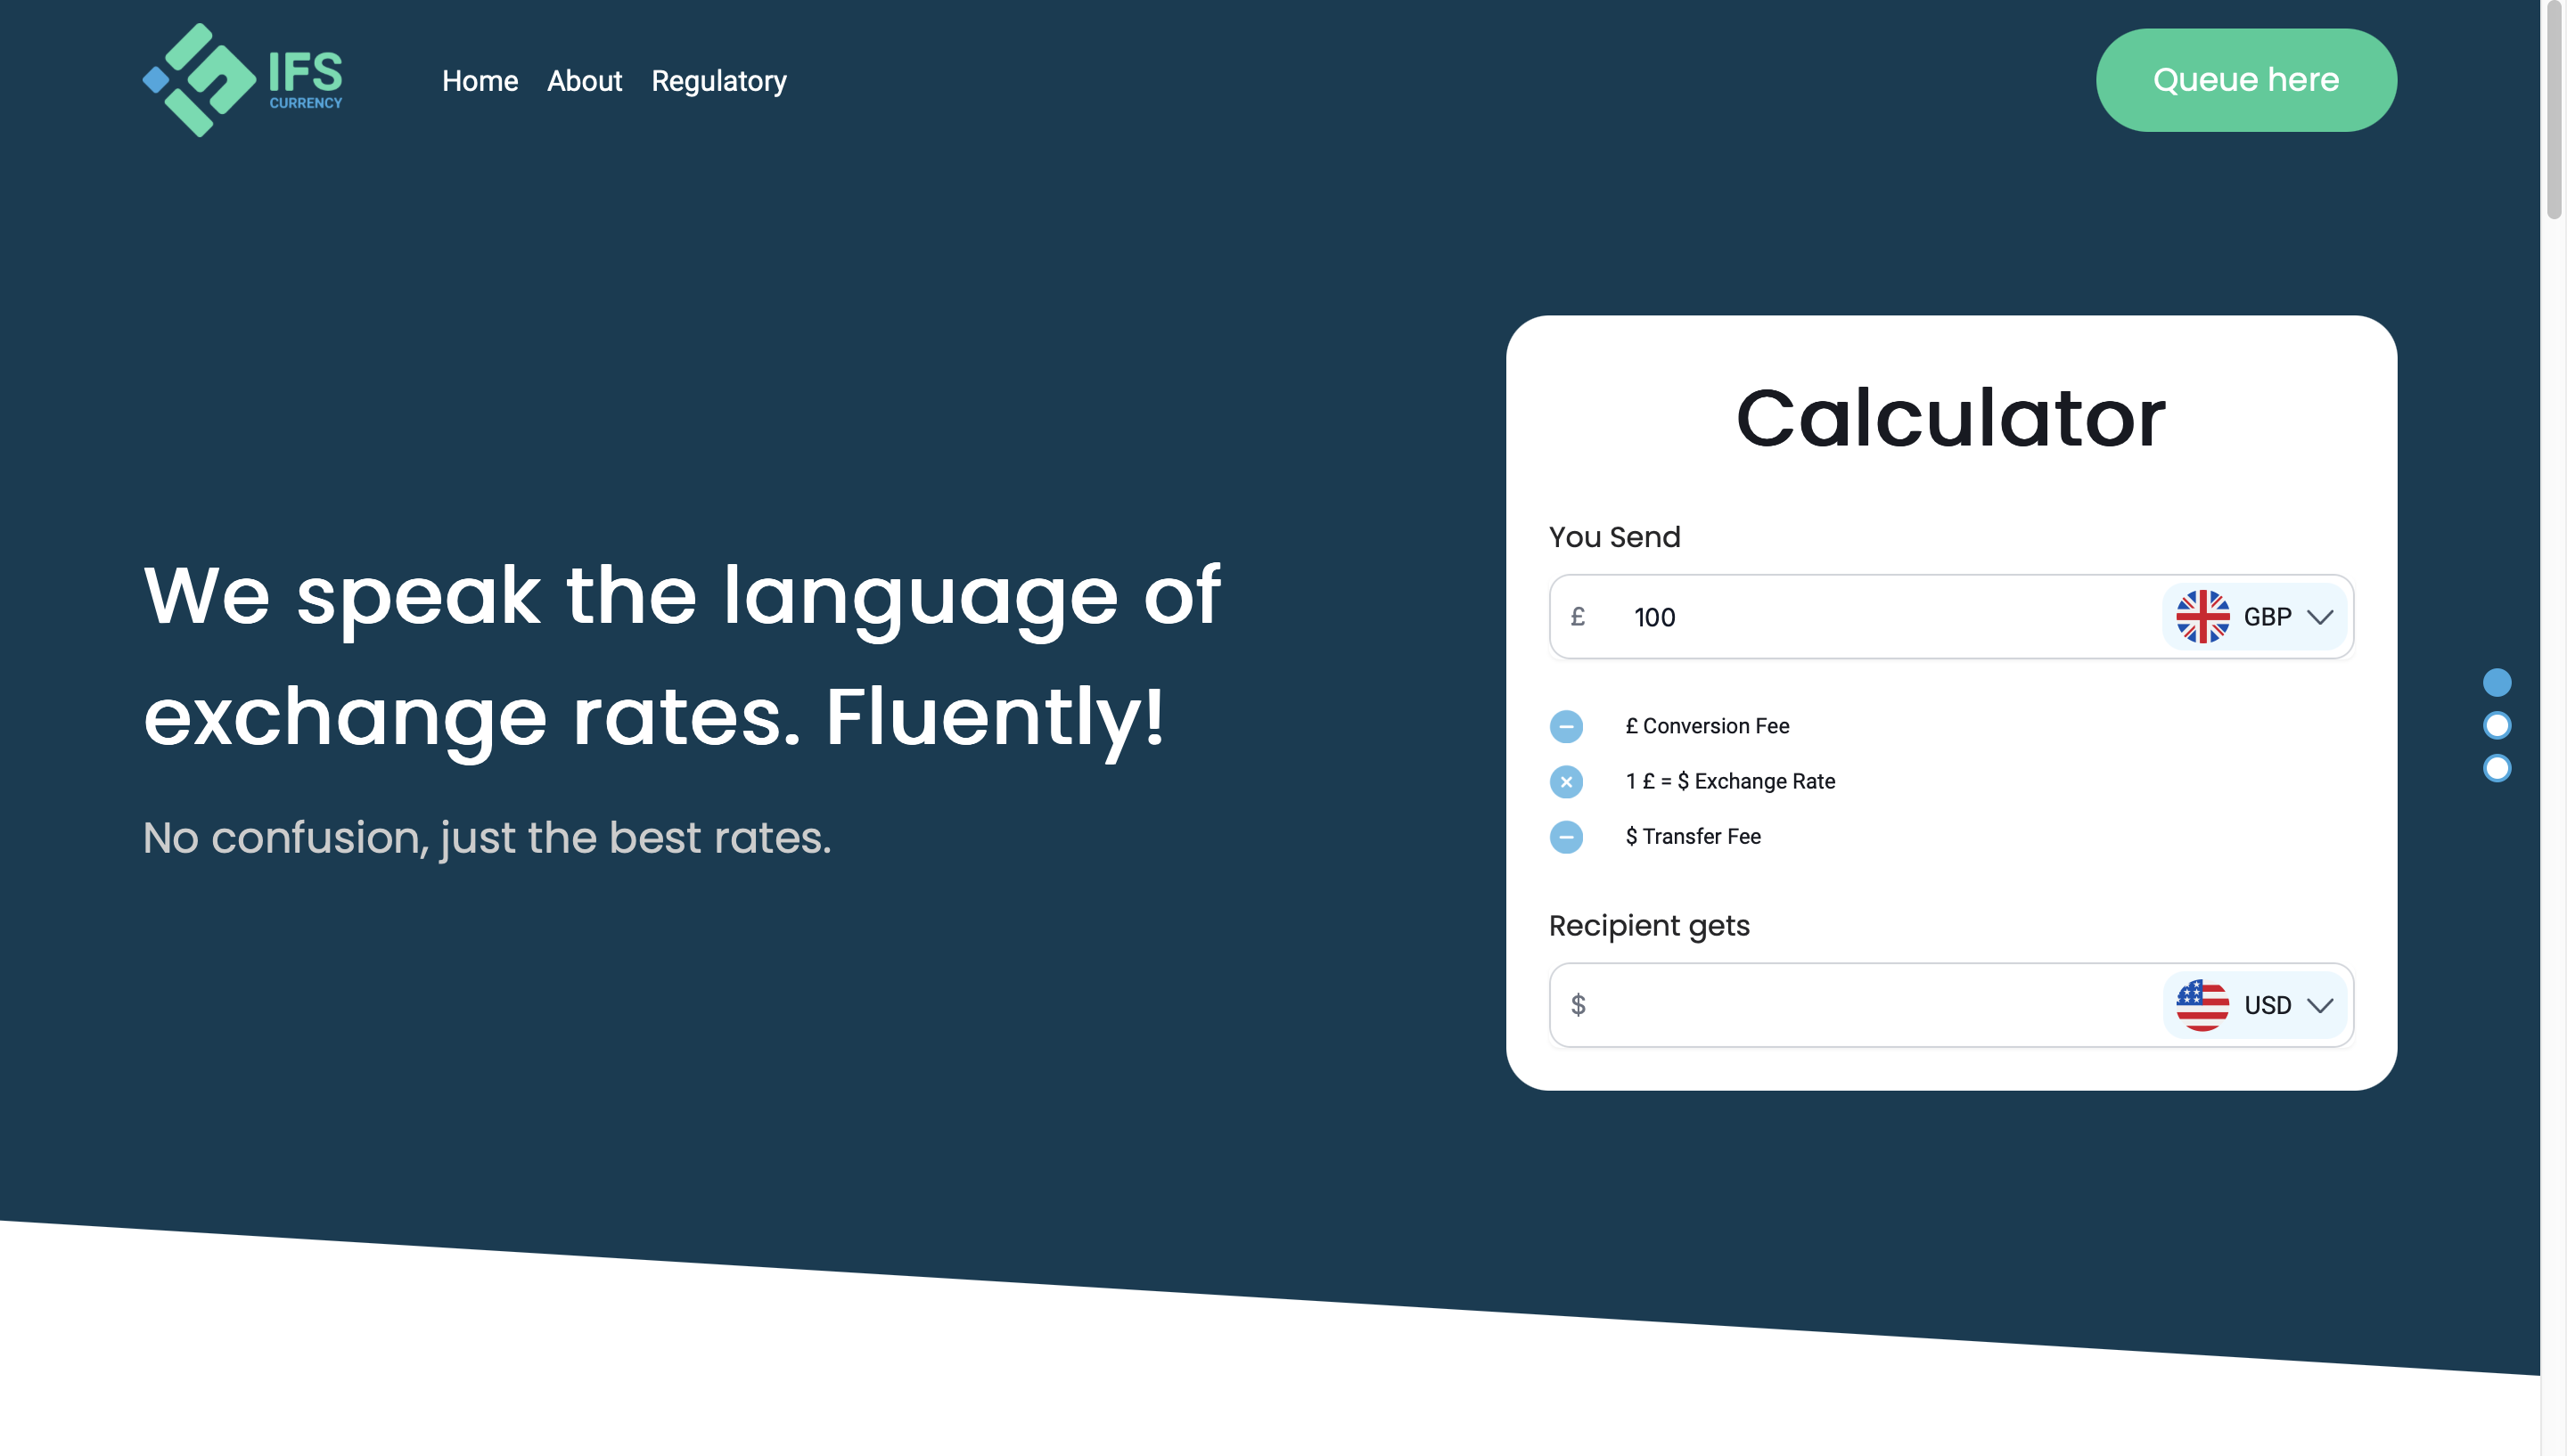 IFS
CURRENCY
Home About Regulatory
Queue here
We speak the language of
exchange rates. Fluently!
No confusion, just the best rates.
Calculator
You Send
£ 100 GBP
£ Conversion Fee
1 £ = $ Exchange Rate
$ Transfer Fee
Recipient gets
$ USD